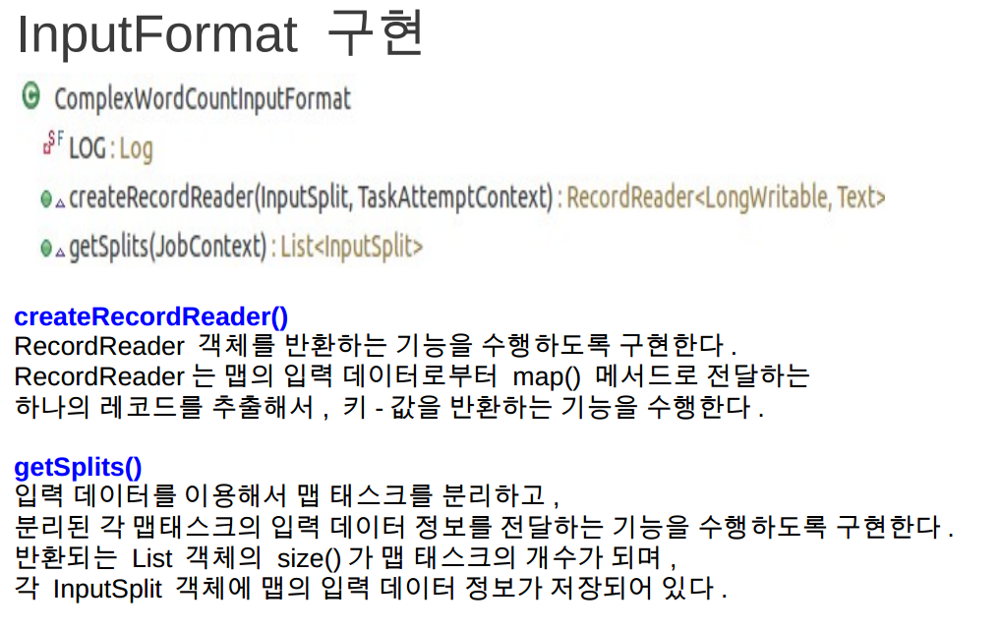 InputFormat 구현
ComplexWordCountInputFormat
S F LOG : Log
createRecordReader(InputSplit, TaskAttemptContext) : RecordReader<LongWritable, Text>
getSplits(JobContext) : List<InputSplit>
createRecordReader()
RecordReader 객체를 반환하는 기능을 수행하도록 구현한다 .
RecordReader 는 맵의 입력 데이터로부터 map() 메서드로 전달하는
하나의 레코드를 추출해서 , 키 - 값을 반환하는 기능을 수행한다 .
getSplits()
입력 데이터를 이용해서 맵 태스크를 분리하고 ,
분리된 각 맵태스크의 입력 데이터 정보를 전달하는 기능을 수행하도록 구현한다 .
반환되는 List 객체의 size() 가 맵 태스크의 개수가 되며 ,
각 InputSplit 객체에 맵의 입력 데이터 정보가 저장되어 있다 .